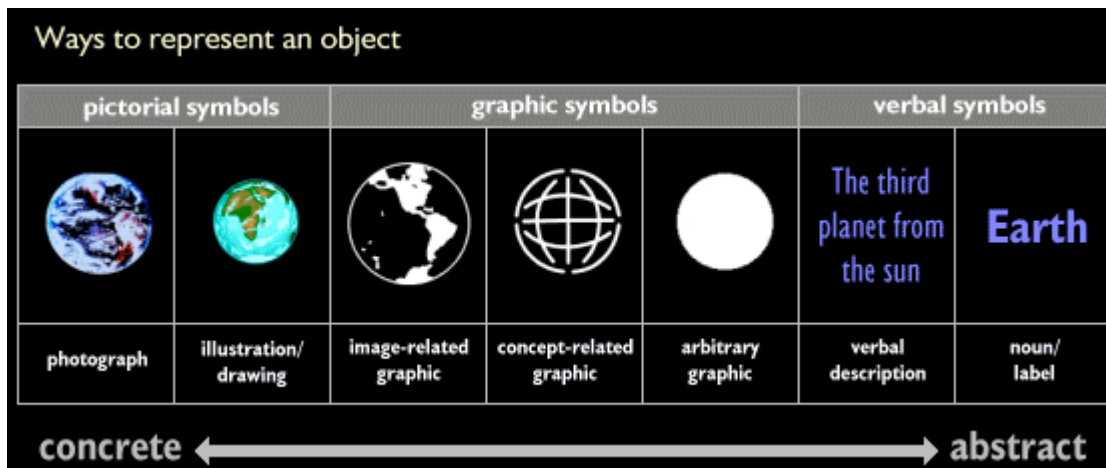 Ways to represent an object
pictorial symbols
graphic symbols
verbal symbols
The third
planet from
the sun
Earth
photograph
illustration/
drawing
image-related
graphic
concept-related
graphic
arbitrary
graphic
verbal
description
noun/
label
concrete
abstract